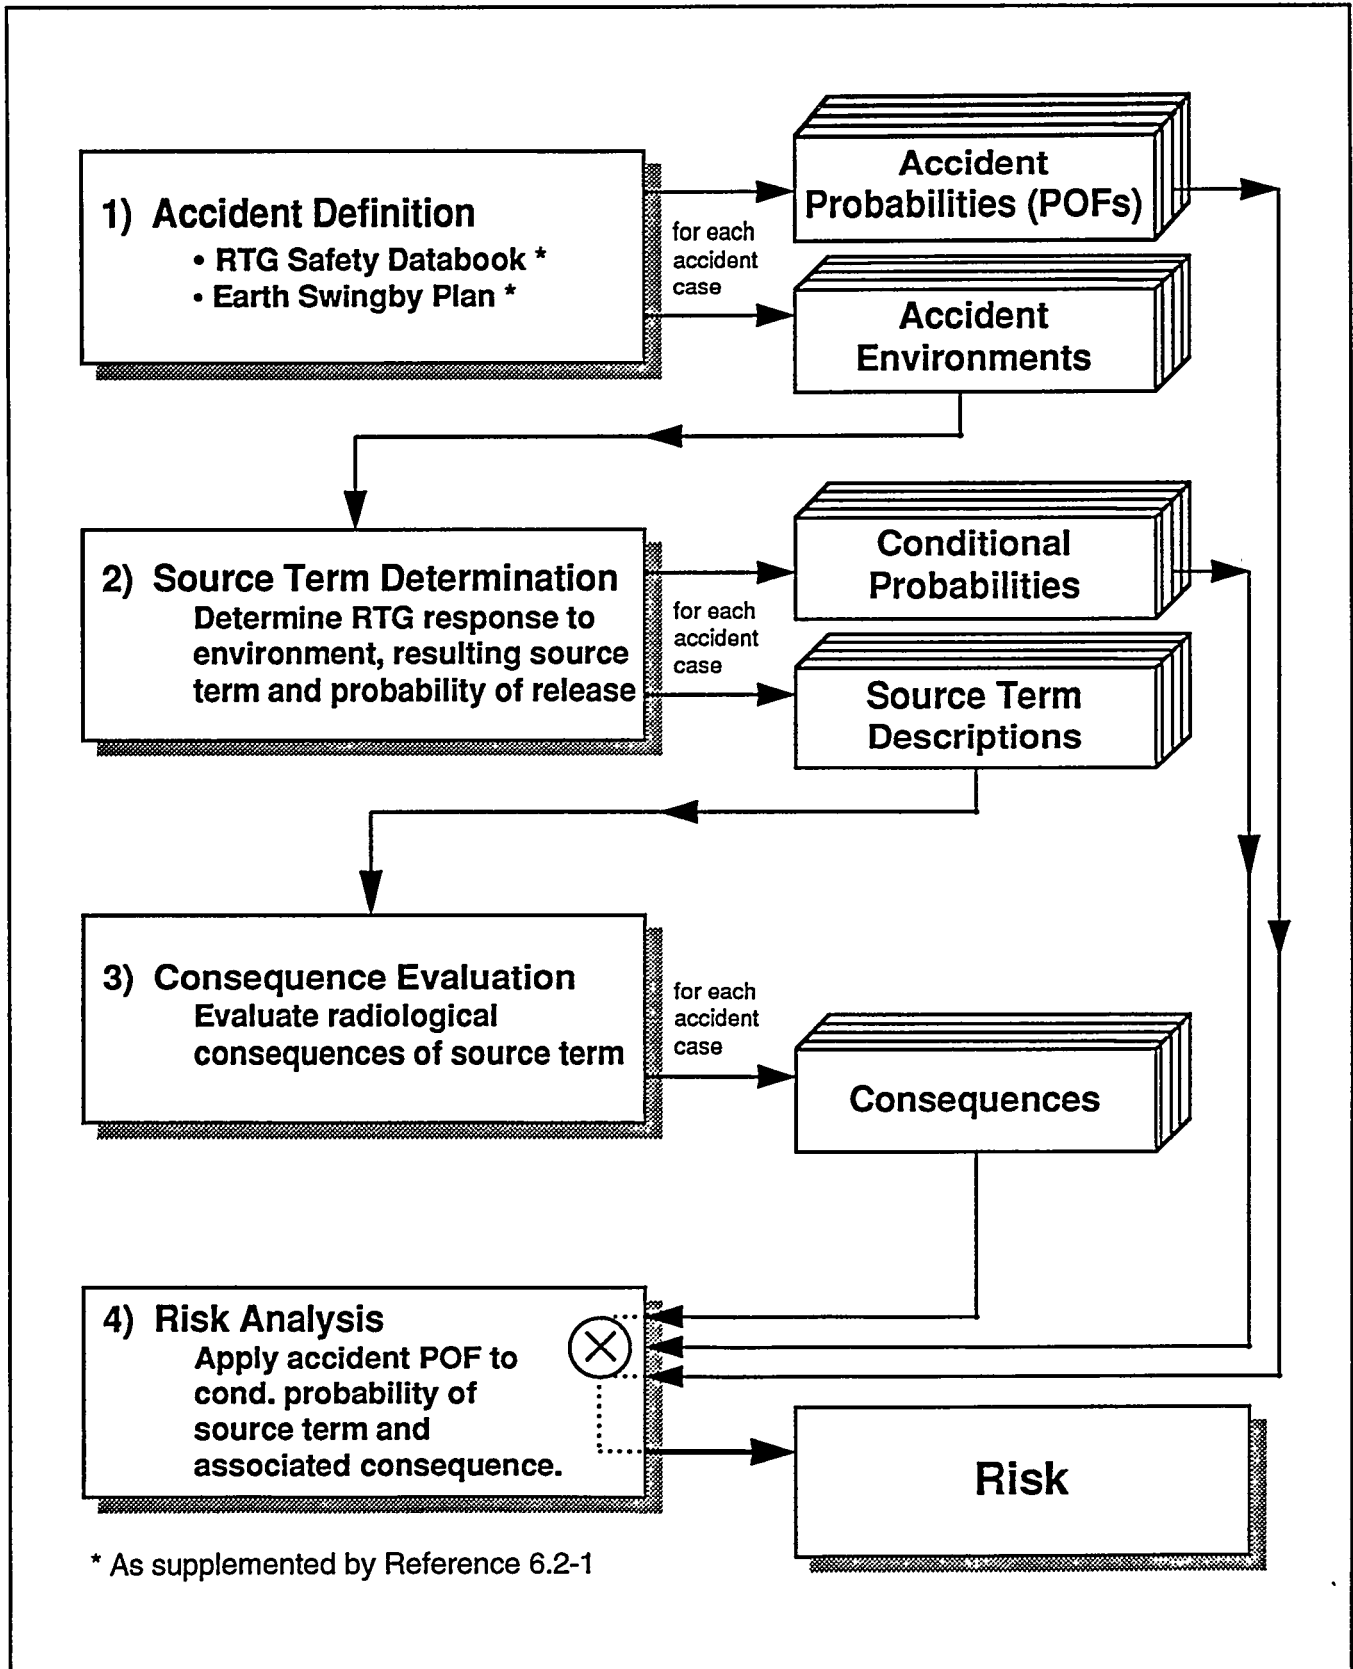 1) Accident Definition
• RTG Safety Databook *
• Earth Swingby Plan *
for each
accident
case
Accident
Probabilities (POFs)
Accident
Environments
2) Source Term Determination
Determine RTG response to
environment, resulting source
term and probability of release
for each
accident
case
Conditional
Probabilities
Source Term
Descriptions
3) Consequence Evaluation
Evaluate radiological
consequences of source term
for each
accident
case
Consequences
4) Risk Analysis
Apply accident POF to
cond. probability of
source term and
associated consequence.
Risk
* As supplemented by Reference 6.2-1